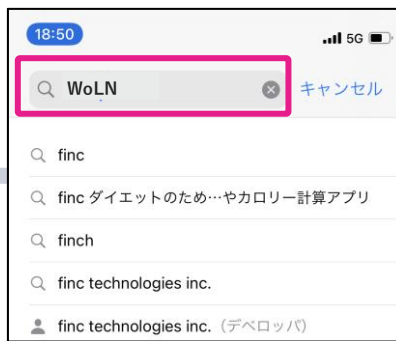 18:50 5G
WoLN キャンセル
finc
finc ダイエットのため…やカロリー計算アプリ
finch
finc technologies inc.
finc technologies inc.（デベロッパ）